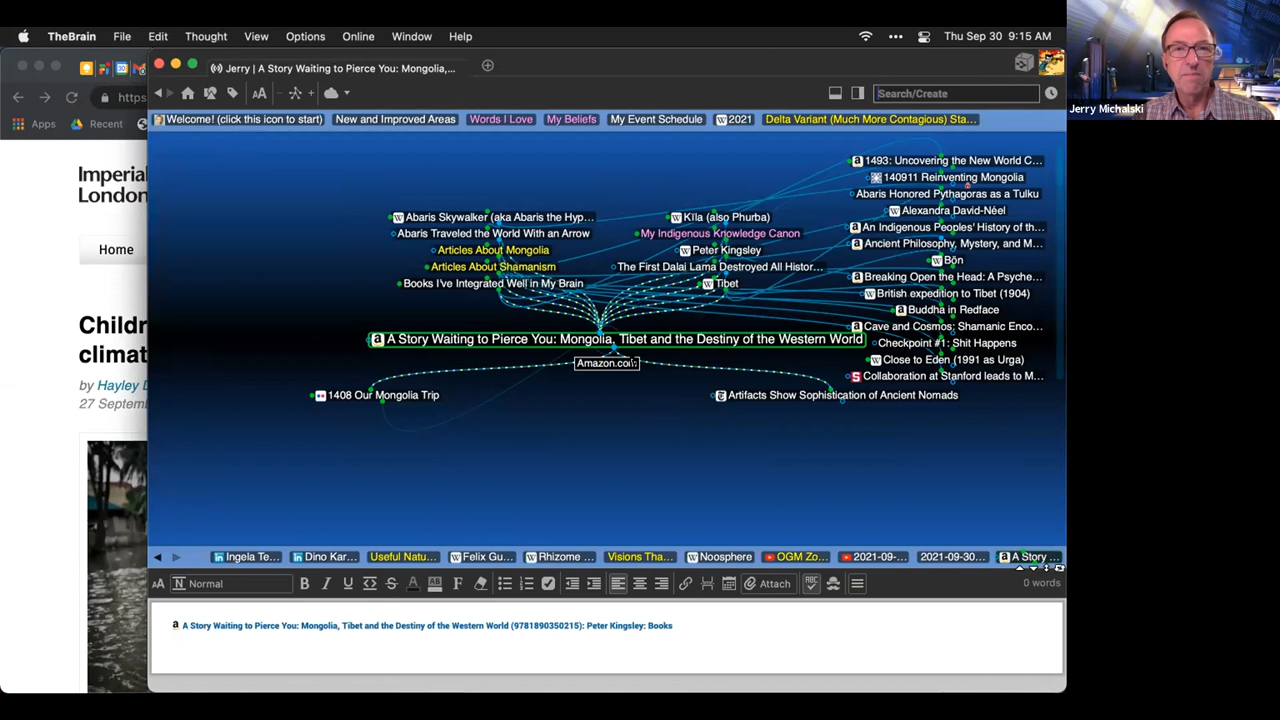 TheBrain File Edit Thought View Options Online Window Help Thu Sep 30 9:15 AM
Jerry | A Story Waiting to Pierce You: Mongolia,...
https
Search/Create
Apps Recent
Welcome! (click this icon to start) New and Improved Areas Words I Love My Beliefs My Event Schedule 2021 Delta Variant (Much More Contagious) Sta...
Jerry Michalski
Imperial
London
Home
Childr
climat
by Hayley D
27 Septemb
Abaris Skywalker (aka Abaris the Hyp...
Abaris Traveled the World With an Arrow
Articles About Mongolia
Articles About Shamanism
Books I've Integrated Well in My Brain
Kīla (also Phurba)
My Indigenous Knowledge Canon
Peter Kingsley
The First Dalai Lama Destroyed All Histor...
Tibet
1493: Uncovering the New World C...
140911 Reinventing Mongolia
Abaris Honored Pythagoras as a Tulku
Alexandra David-Néel
An Indigenous Peoples' History of th...
Ancient Philosophy, Mystery, and M...
Bön
Breaking Open the Head: A Psyche...
British expedition to Tibet (1904)
Buddha in Redface
Cave and Cosmos: Shamanic Enco...
Checkpoint #1: Shit Happens
Close to Eden (1991 as Urga)
Collaboration at Stanford leads to M...
A Story Waiting to Pierce You: Mongolia, Tibet and the Destiny of the Western World
Amazon.com:
1408 Our Mongolia Trip
Artifacts Show Sophistication of Ancient Nomads
Ingela Te... Dino Kar... Useful Natu... Felix Gu... Rhizome ... Visions Tha... Noosphere OGM Zo... 2021-09-... 2021-09-30... A Story ...
Normal B I U S A AB F Attach ABC 0 words
A Story Waiting to Pierce You: Mongolia, Tibet and the Destiny of the Western World (9781890350215): Peter Kingsley: Books